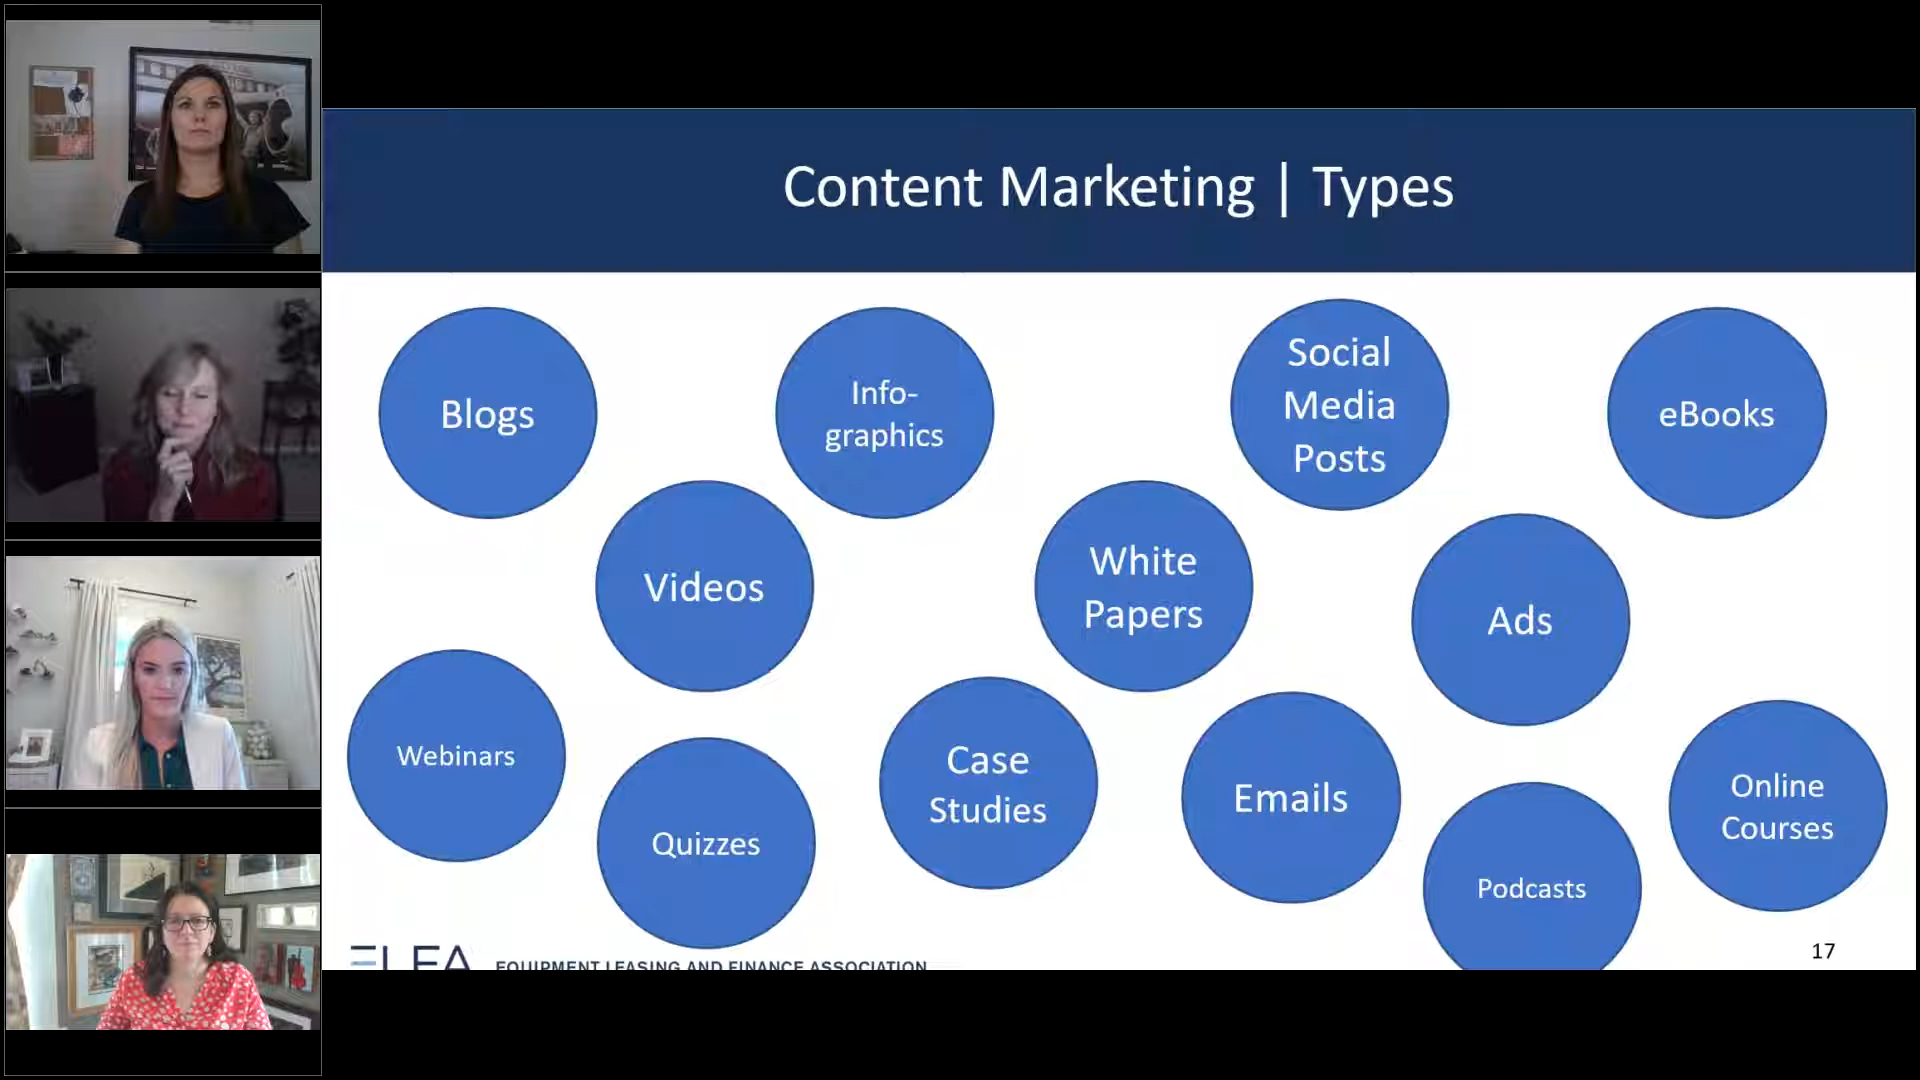 Content Marketing | Types
Blogs
Info-
graphics
Social
Media
Posts
eBooks
Videos
White
Papers
Ads
Webinars
Quizzes
Case
Studies
Emails
Podcasts
Online
Courses
ELFA EQUIPMENT LEASING AND FINANCE ASSOCIATION
17